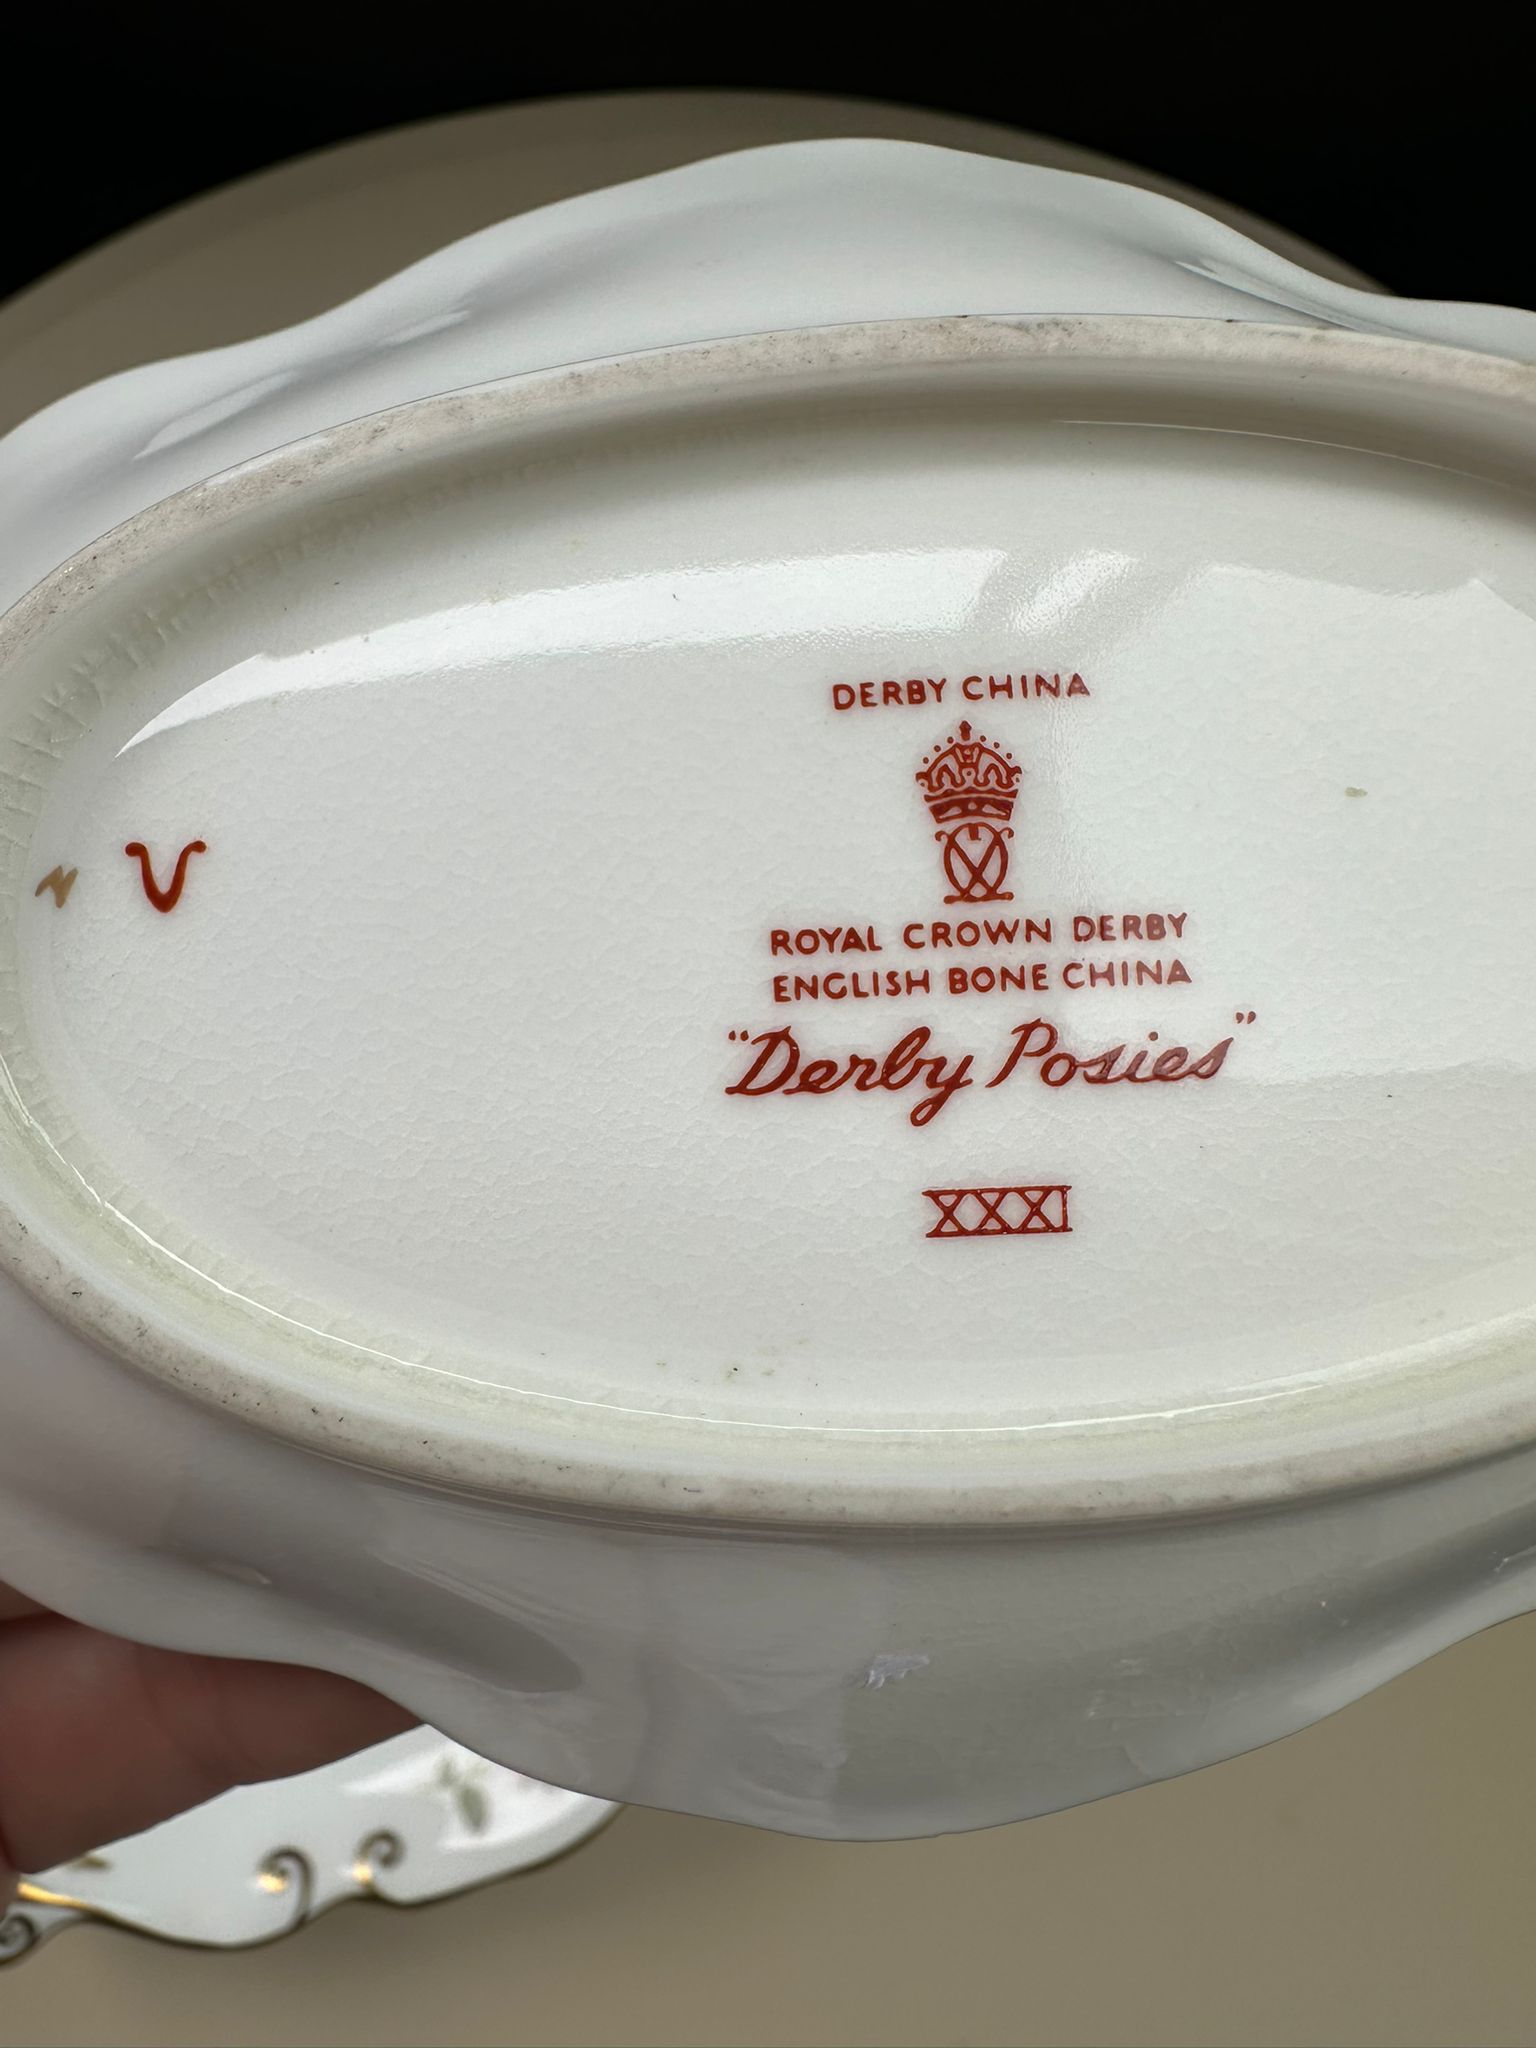 DERBY CHINA
ROYAL CROWN DERBY
ENGLISH BONE CHINA
"Derby Posies"
XXXI
V